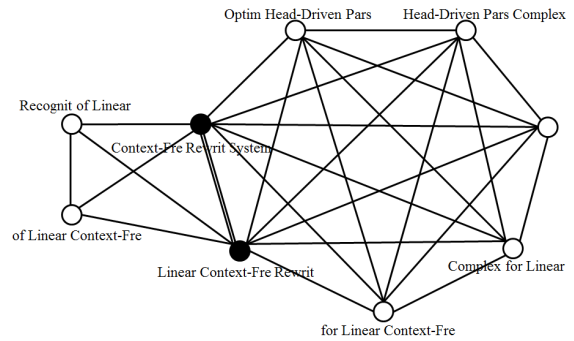 Optim Head-Driven Pars
Head-Driven Pars Complex
Recognit of Linear
Context-Fre Rewrit System
of Linear Context-Fre
Linear Context-Fre Rewrit
Complex for Linear
for Linear Context-Fre